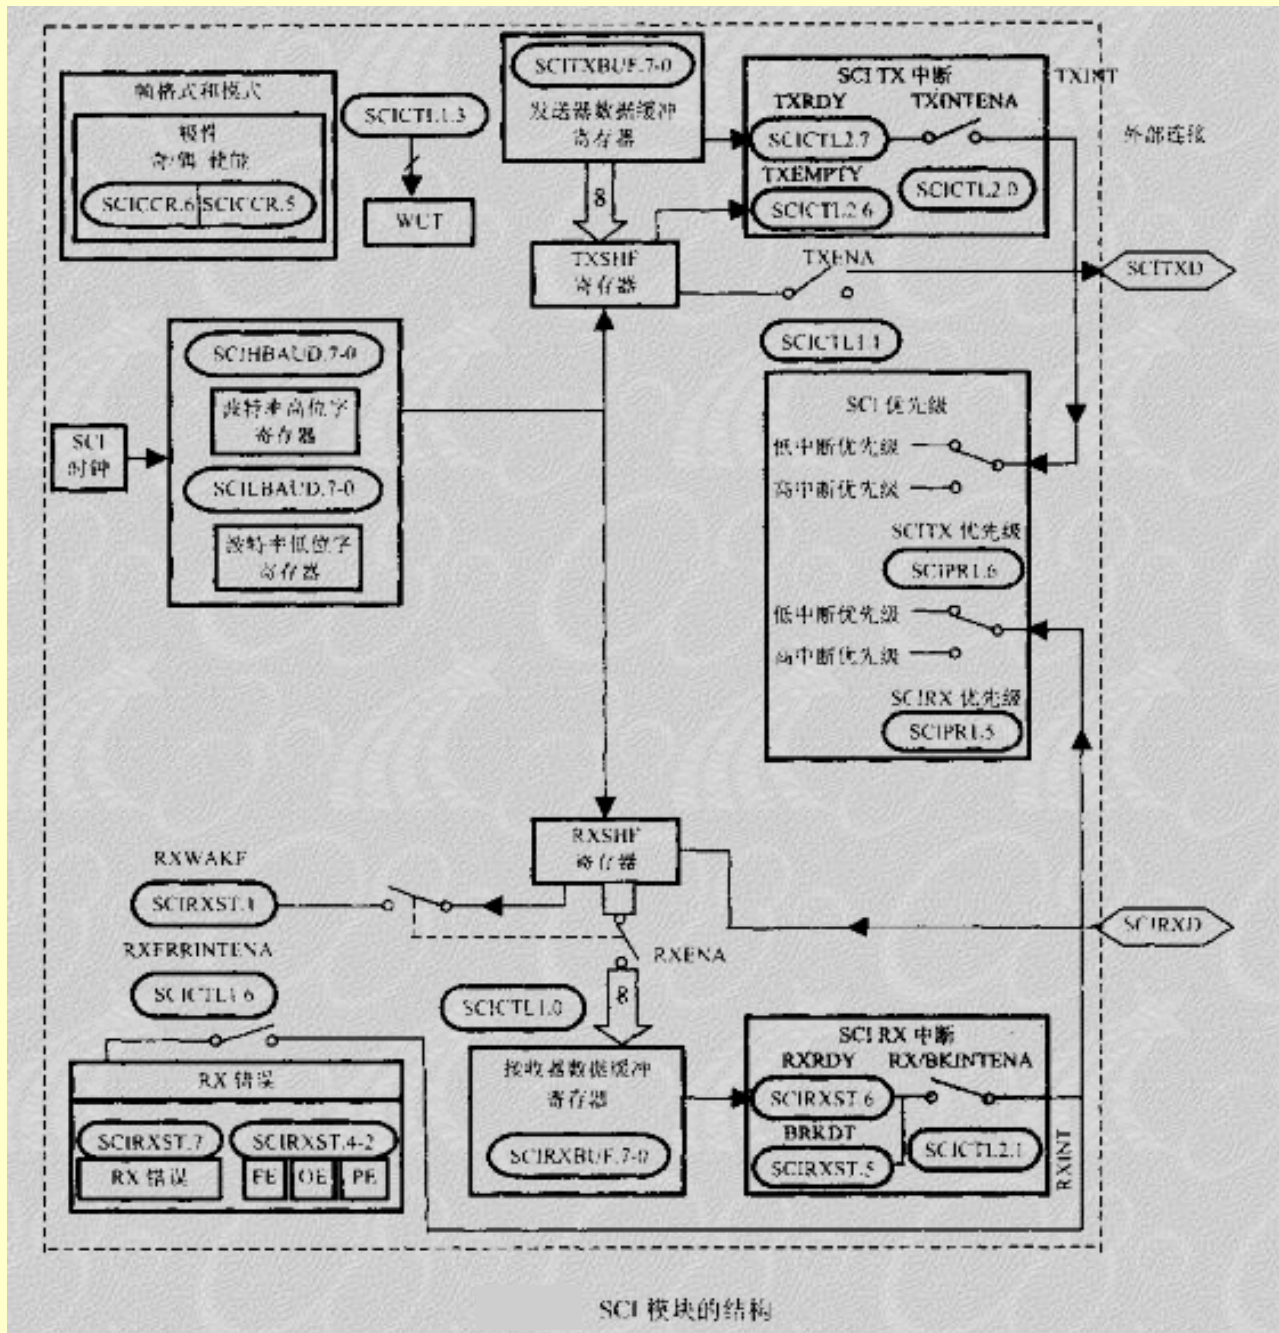 SCITXBUF.7-0
发送器数据缓冲
寄存器
8
帧格式和模式
极性
奇/偶 使能
SCICCR.6 SCICCR.5
SCICTL1.3
WUT
SCI TX 中断
TXINT
TXRDY TXINTENA
SCICTL2.7
TXEMPTY
SCICTL2.0
SCICTL2.6
外部连接
TXSHF
寄存器
TXENA
SCITXD
SCICTL1.1
SCIHBAUD.7-0
波特率高位字
寄存器
SCI
时钟
SCILBAUD.7-0
波特率低位字
寄存器
SCI 优先级
低中断优先级
高中断优先级
SCITX 优先级
SCIPR1.6
低中断优先级
高中断优先级
SCIRX 优先级
SCIPR1.5
RXSHF
寄存器
RXWAKE
SCIRXST.1
RXERRINTENA
SCICTL1.6
RXENA
SCIRXD
SCICTL1.0
8
RX 错误
SCIRXST.7 SCIRXST.4-2
RX 错误 FE OE PE
接收器数据缓冲
寄存器
SCIRXBUF.7-0
SCI RX 中断
RXRDY RX/BKINTENA
SCIRXST.6
BRKDT
SCICTL2.1
SCIRXST.5
RXINT
SCI 模块的结构